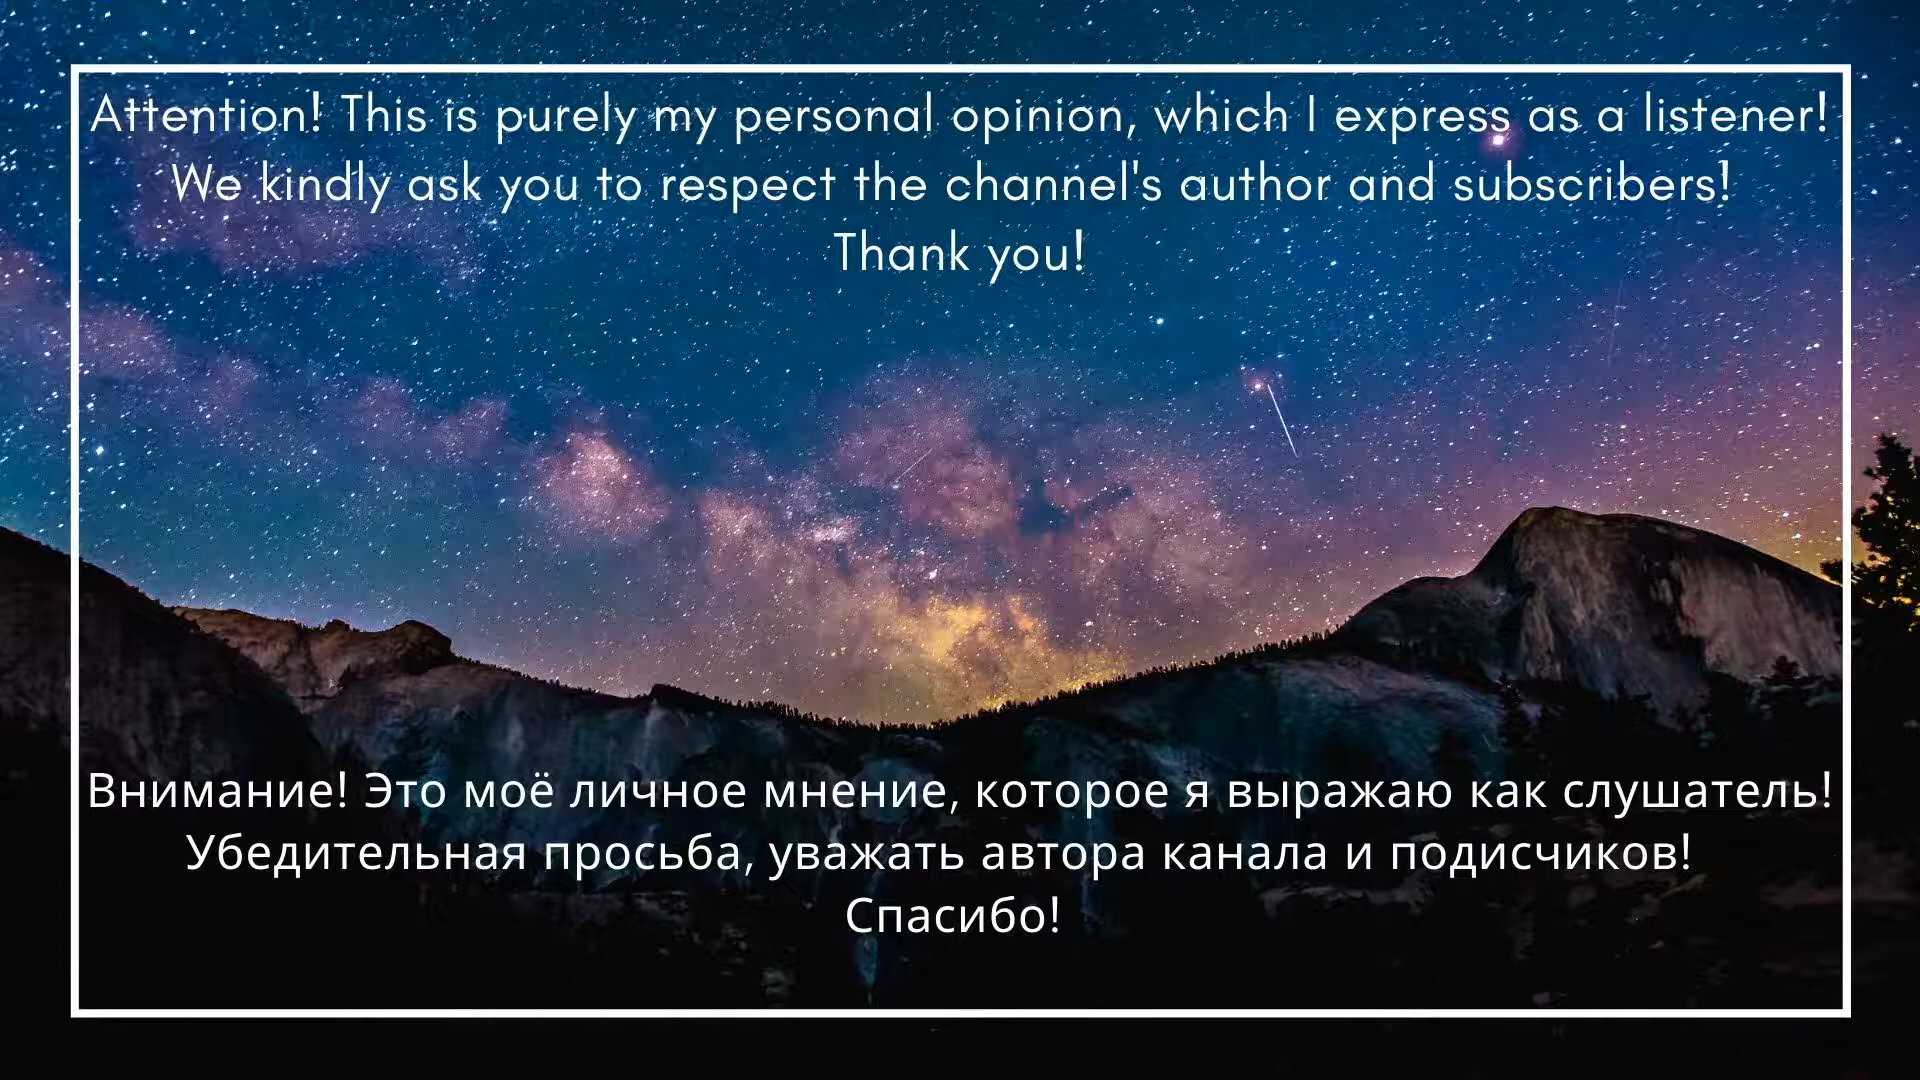 Attention! This is purely my personal opinion, which I express as a listener!
We kindly ask you to respect the channel's author and subscribers!
Thank you!
Внимание! Это моё личное мнение, которое я выражаю как слушатель!
Убедительная просьба, уважать автора канала и подисчиков!
Спасибо!